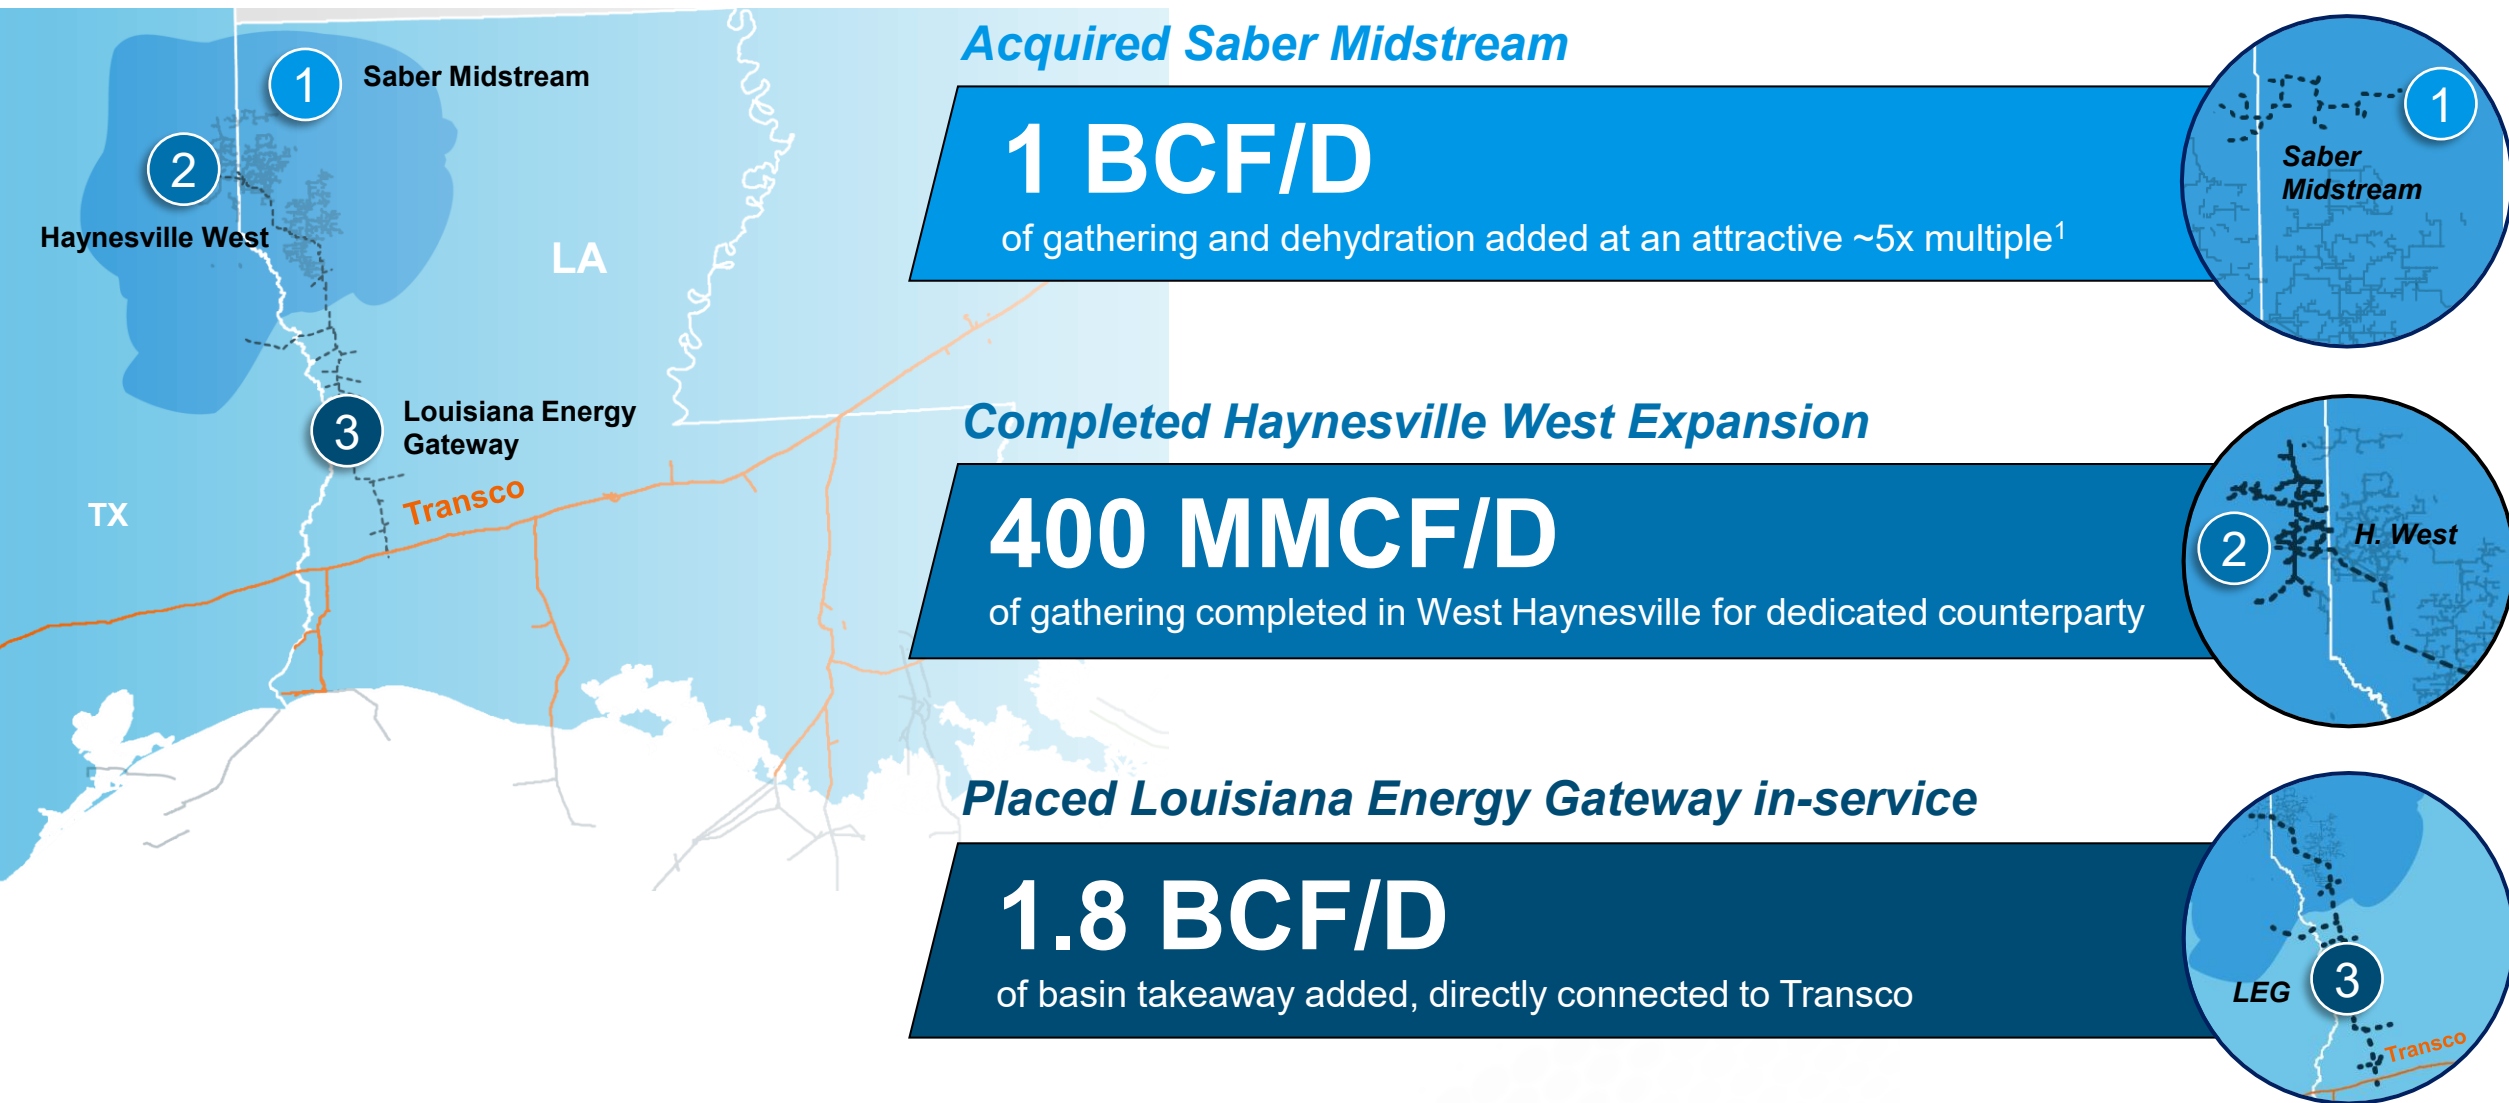 1
Saber Midstream
2
Haynesville West
LA
3
Louisiana Energy
Gateway
Transco
TX
Acquired Saber Midstream
1 BCF/D
of gathering and dehydration added at an attractive ~5x multiple¹
1
Saber
Midstream
Completed Haynesville West Expansion
400 MMCF/D
of gathering completed in West Haynesville for dedicated counterparty
2
H. West
Placed Louisiana Energy Gateway in-service
1.8 BCF/D
of basin takeaway added, directly connected to Transco
LEG
3
Transco